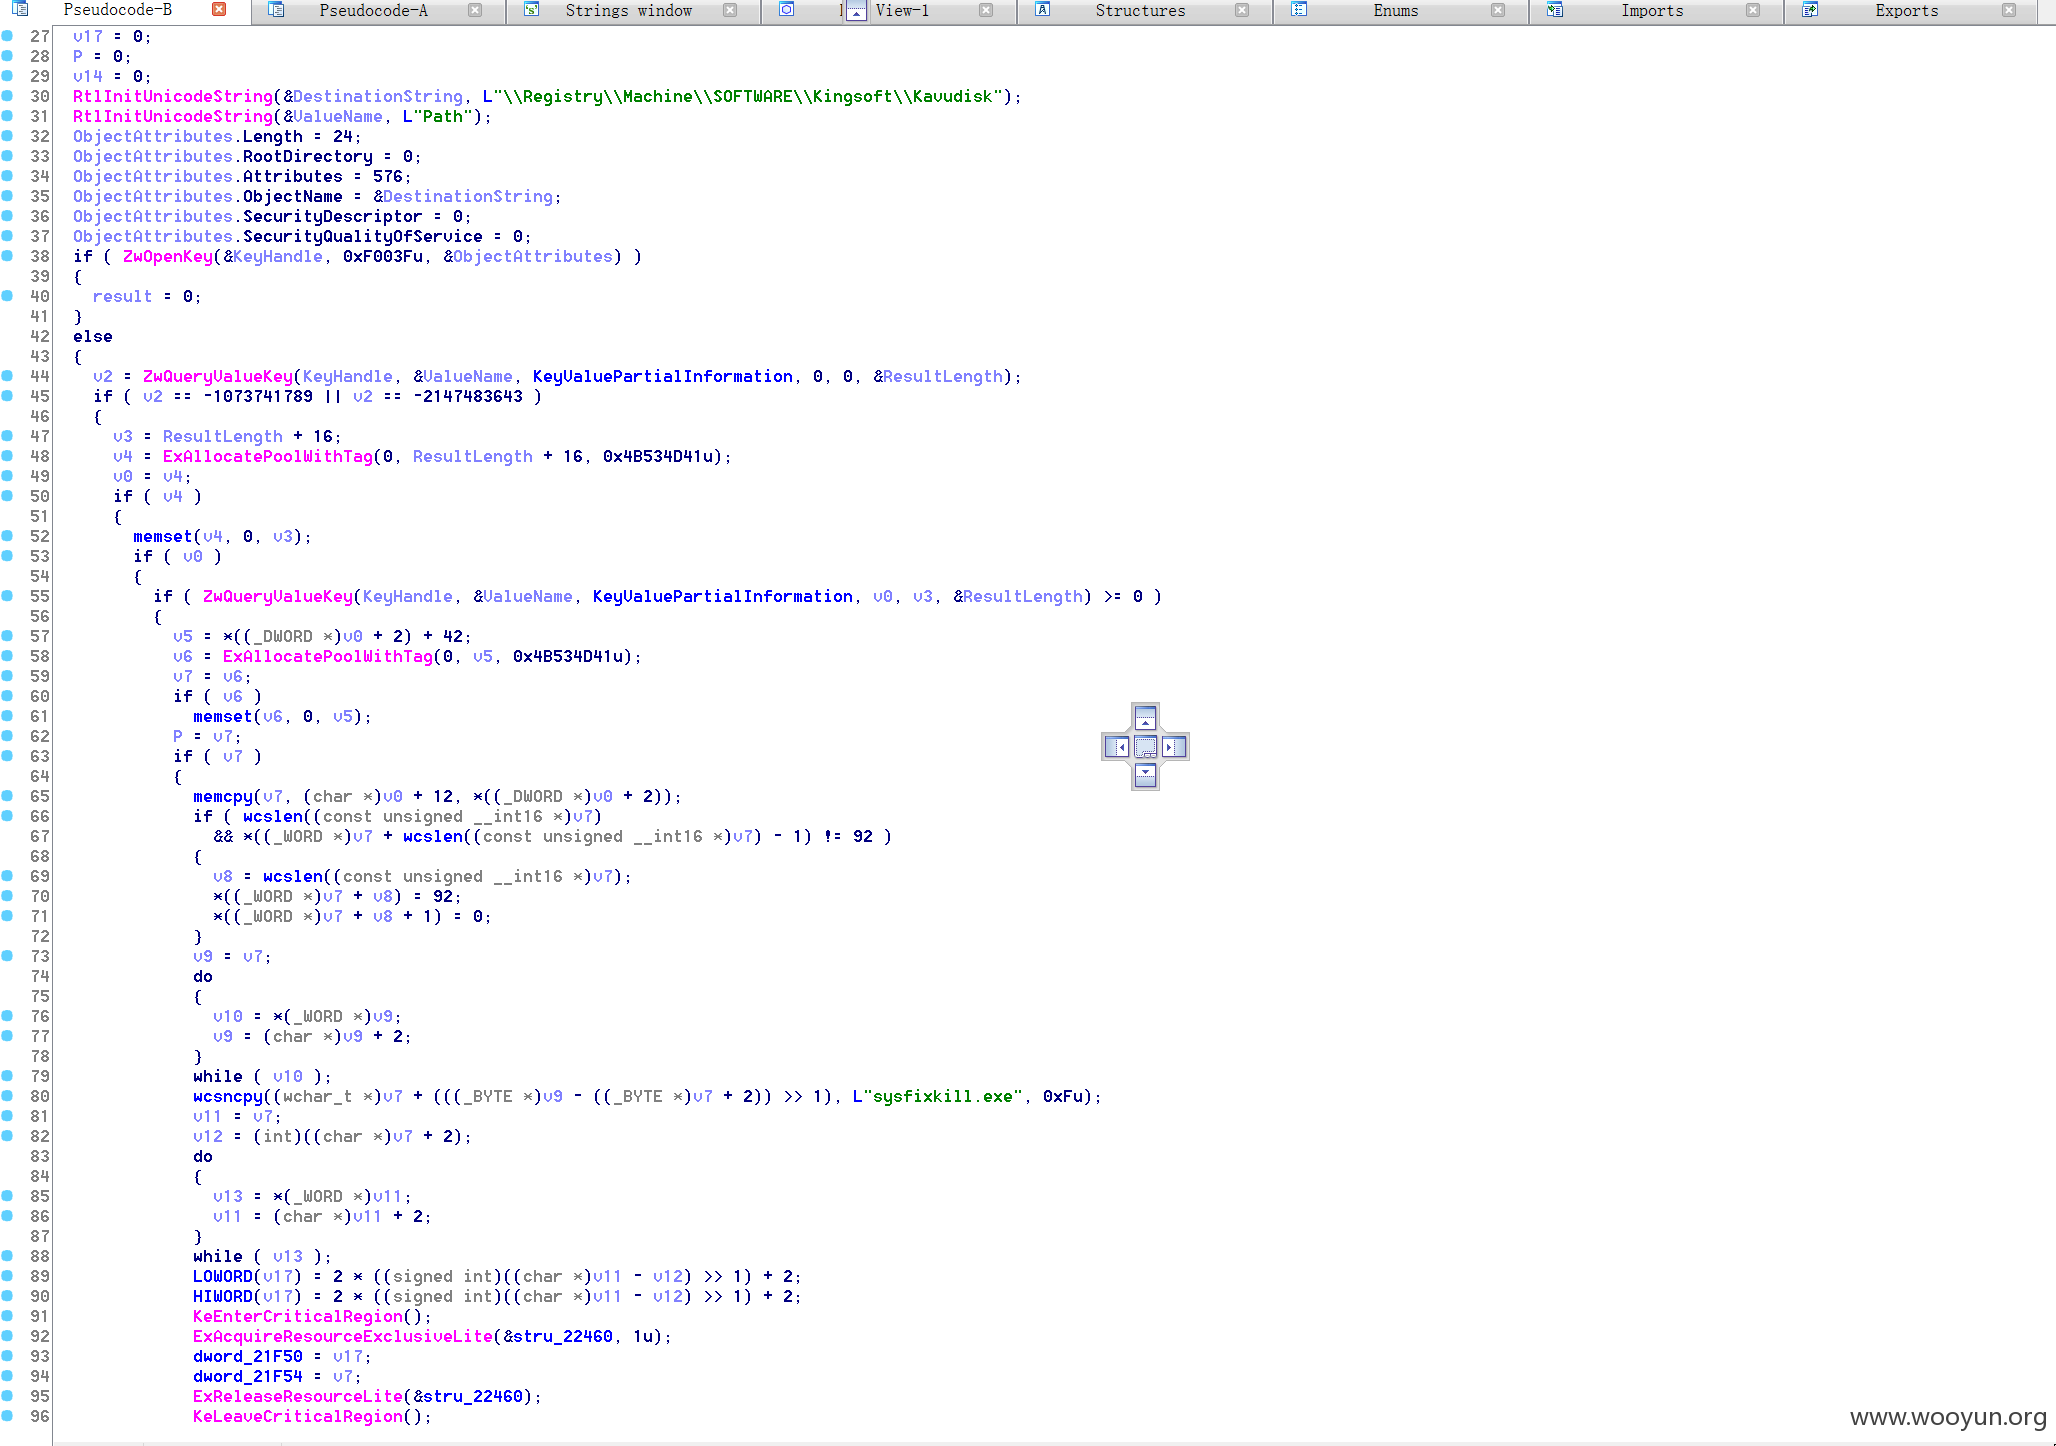 Pseudocode-B Pseudocode-A Strings window View-1 Structures Enums Imports Exports
27 v17 = 0;
28 P = 0;
29 v14 = 0;
30 RtlInitUnicodeString(&DestinationString, L"\\Registry\\Machine\\SOFTWARE\\Kingsoft\\Kavudisk");
31 RtlInitUnicodeString(&ValueName, L"Path");
32 ObjectAttributes.Length = 24;
33 ObjectAttributes.RootDirectory = 0;
34 ObjectAttributes.Attributes = 576;
35 ObjectAttributes.ObjectName = &DestinationString;
36 ObjectAttributes.SecurityDescriptor = 0;
37 ObjectAttributes.SecurityQualityOfService = 0;
38 if ( ZwOpenKey(&KeyHandle, 0xF003Fu, &ObjectAttributes) )
39 {
40 result = 0;
41 }
42 else
43 {
44 v2 = ZwQueryValueKey(KeyHandle, &ValueName, KeyValuePartialInformation, 0, 0, &ResultLength);
45 if ( v2 == -1073741789 || v2 == -2147483643 )
46 {
47 v3 = ResultLength + 16;
48 v4 = ExAllocatePoolWithTag(0, ResultLength + 16, 0x4B534D41u);
49 v0 = v4;
50 if ( v4 )
51 {
52 memset(v4, 0, v3);
53 if ( v0 )
54 {
55 if ( ZwQueryValueKey(KeyHandle, &ValueName, KeyValuePartialInformation, v0, v3, &ResultLength) >= 0 )
56 {
57 v5 = *((_DWORD *)v0 + 2) + 42;
58 v6 = ExAllocatePoolWithTag(0, v5, 0x4B534D41u);
59 v7 = v6;
60 if ( v6 )
61 memset(v6, 0, v5);
62 P = v7;
63 if ( v7 )
64 {
65 memcpy(v7, (char *)v0 + 12, *((_DWORD *)v0 + 2));
66 if ( wcslen((const unsigned __int16 *)v7)
67 && *((_WORD *)v7 + wcslen((const unsigned __int16 *)v7) - 1) != 92 )
68 {
69 v8 = wcslen((const unsigned __int16 *)v7);
70 *((_WORD *)v7 + v8) = 92;
71 *((_WORD *)v7 + v8 + 1) = 0;
72 }
73 v9 = v7;
74 do
75 {
76 v10 = *(_WORD *)v9;
77 v9 = (char *)v9 + 2;
78 }
79 while ( v10 );
80 wcsncpy((wchar_t *)v7 + (((_BYTE *)v9 - ((_BYTE *)v7 + 2)) >> 1), L"sysfixkill.exe", 0xFu);
81 v11 = v7;
82 v12 = (int)((char *)v7 + 2);
83 do
84 {
85 v13 = *(_WORD *)v11;
86 v11 = (char *)v11 + 2;
87 }
88 while ( v13 );
89 LOWORD(v17) = 2 * ((signed int)((char *)v11 - v12) >> 1) + 2;
90 HIWORD(v17) = 2 * ((signed int)((char *)v11 - v12) >> 1) + 2;
91 KeEnterCriticalRegion();
92 ExAcquireResourceExclusiveLite(&stru_22460, 1u);
93 dword_21F50 = v17;
94 dword_21F54 = v7;
95 ExReleaseResourceLite(&stru_22460);
96 KeLeaveCriticalRegion();
www.wooyun.org